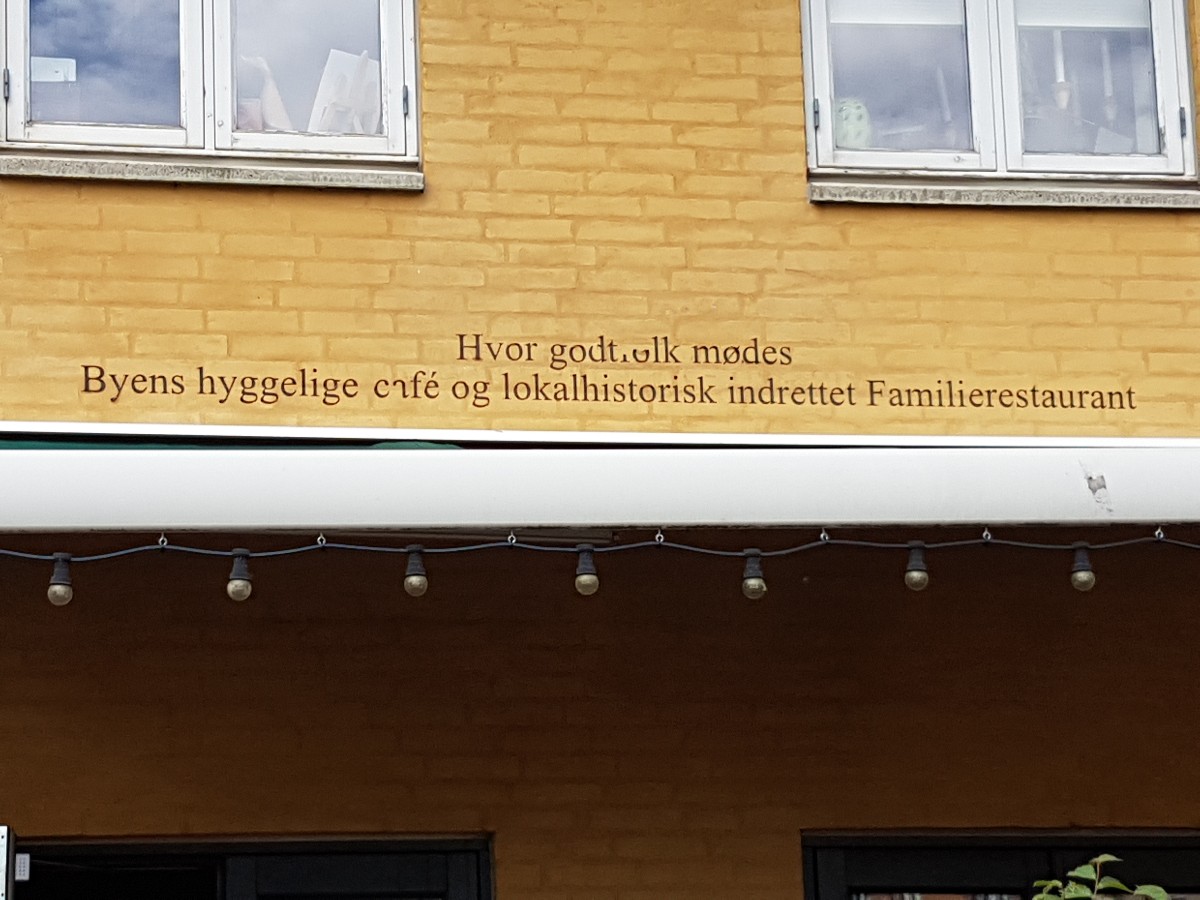 Hvor godtfolk mødes
Byens hyggelige café og lokalhistorisk indrettet Familierestaurant